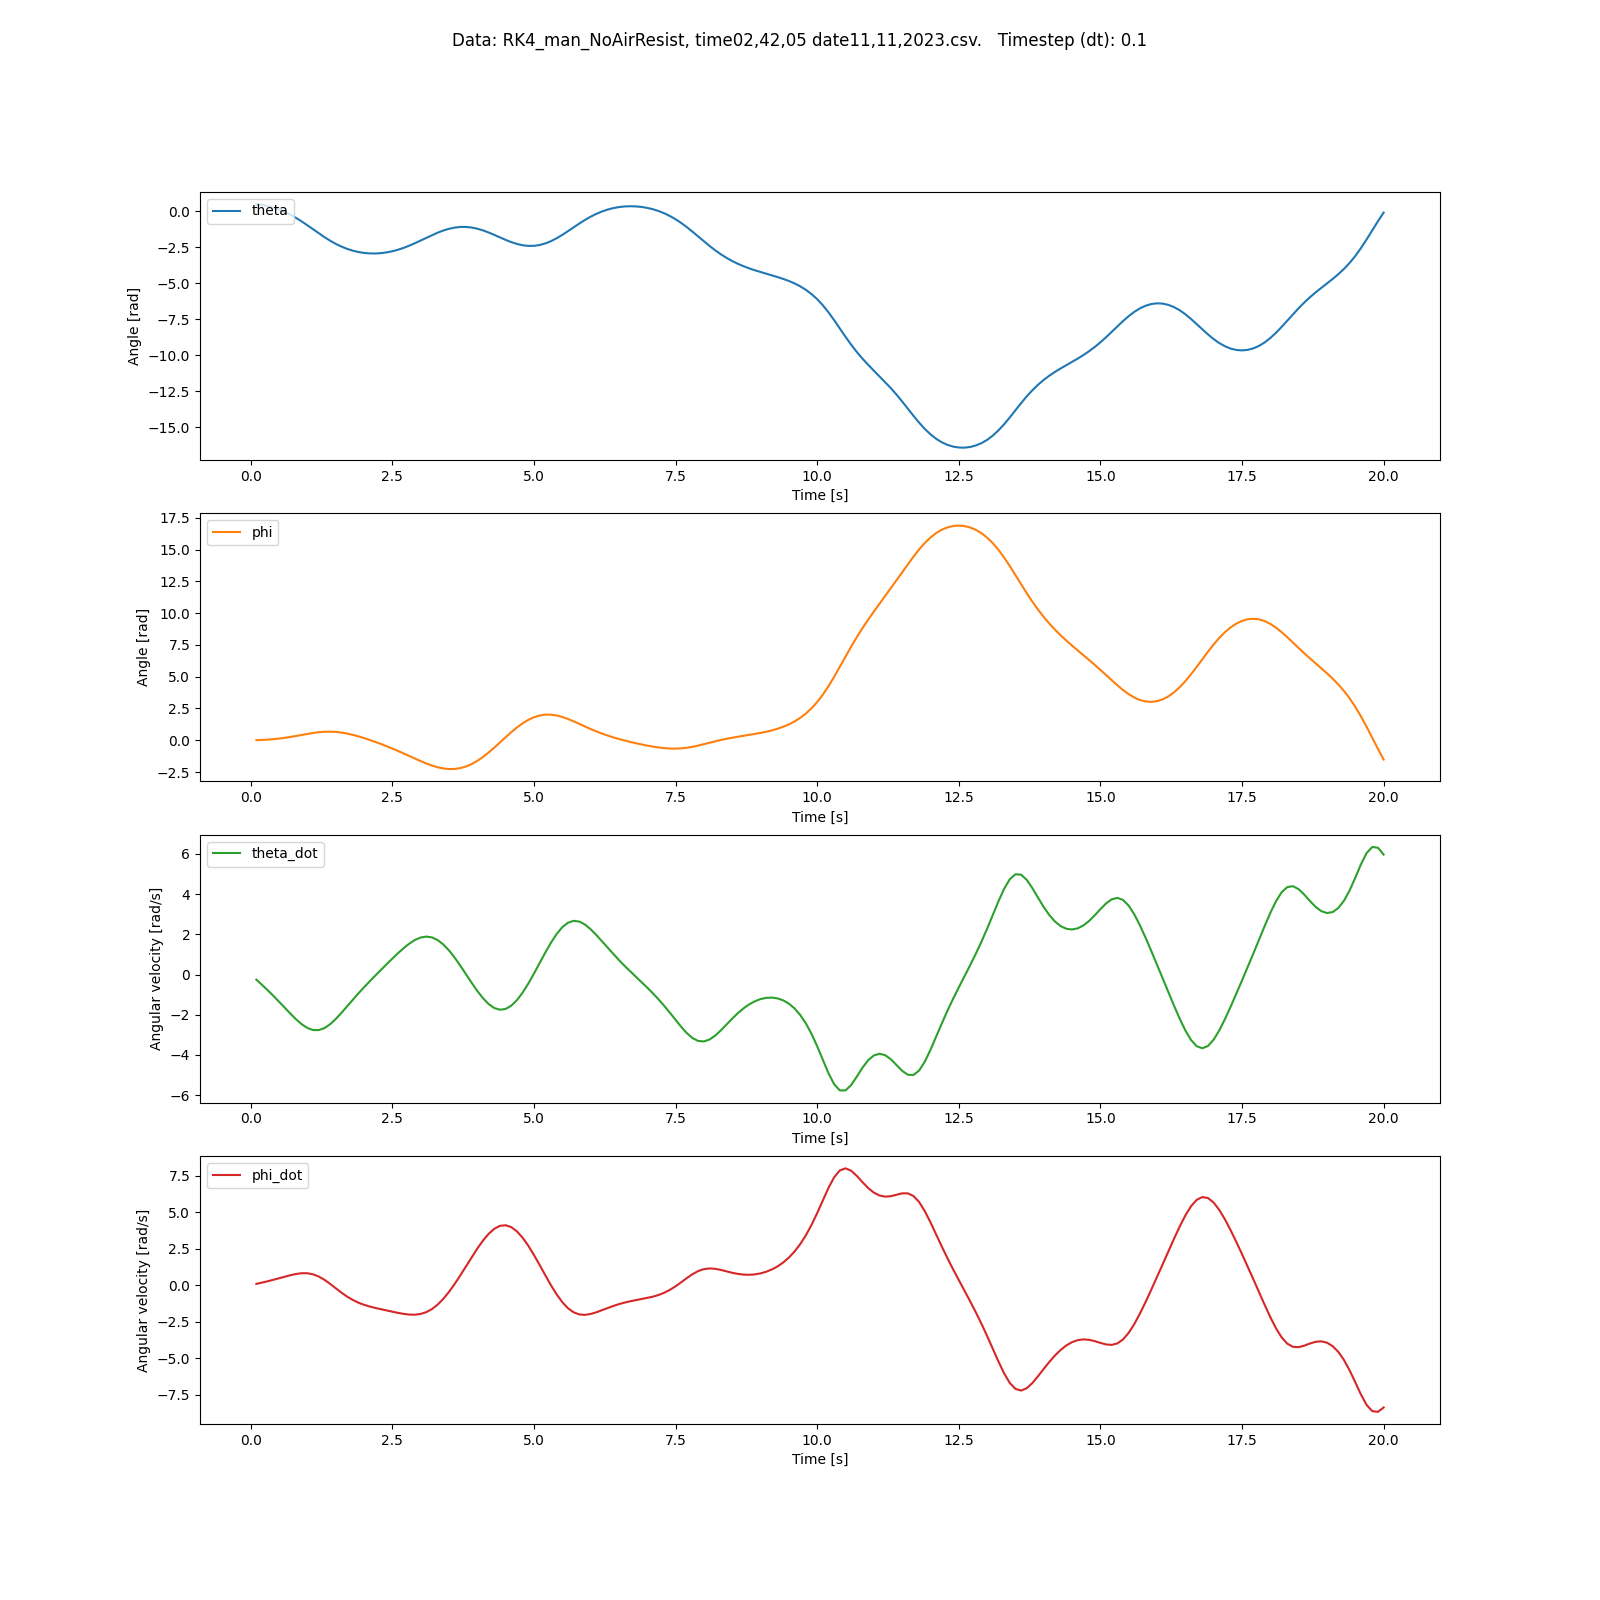 Data: RK4_man_NoAirResist, time02,42,05 date11,11,2023.csv.   Timestep (dt): 0.1
theta
0.0
−2.5
−5.0
−7.5
−10.0
−12.5
−15.0
Angle [rad]
0.0 2.5 5.0 7.5 10.0 12.5 15.0 17.5 20.0
Time [s]
phi
17.5
15.0
12.5
10.0
7.5
5.0
2.5
0.0
−2.5
Angle [rad]
0.0 2.5 5.0 7.5 10.0 12.5 15.0 17.5 20.0
Time [s]
theta_dot
6
4
2
0
−2
−4
−6
Angular velocity [rad/s]
0.0 2.5 5.0 7.5 10.0 12.5 15.0 17.5 20.0
Time [s]
phi_dot
7.5
5.0
2.5
0.0
−2.5
−5.0
−7.5
Angular velocity [rad/s]
0.0 2.5 5.0 7.5 10.0 12.5 15.0 17.5 20.0
Time [s]